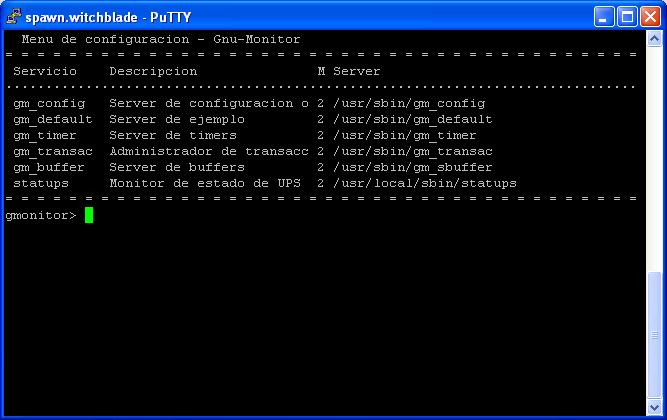 spawn.witchblade - PuTTY
Menu de configuracion - Gnu-Monitor
= = = = = = = = = = = = = = = = = = = = = = = = = = = = = = = = = = = = = = = =
Servicio Descripcion M Server
...............................................................................
gm_config Server de configuracion o 2 /usr/sbin/gm_config
gm_default Server de ejemplo 2 /usr/sbin/gm_default
gm_timer Server de timers 2 /usr/sbin/gm_timer
gm_transac Administrador de transacc 2 /usr/sbin/gm_transac
gm_buffer Server de buffers 2 /usr/sbin/gm_sbuffer
statups Monitor de estado de UPS 2 /usr/local/sbin/statups
= = = = = = = = = = = = = = = = = = = = = = = = = = = = = = = = = = = = = = = =
gmonitor>